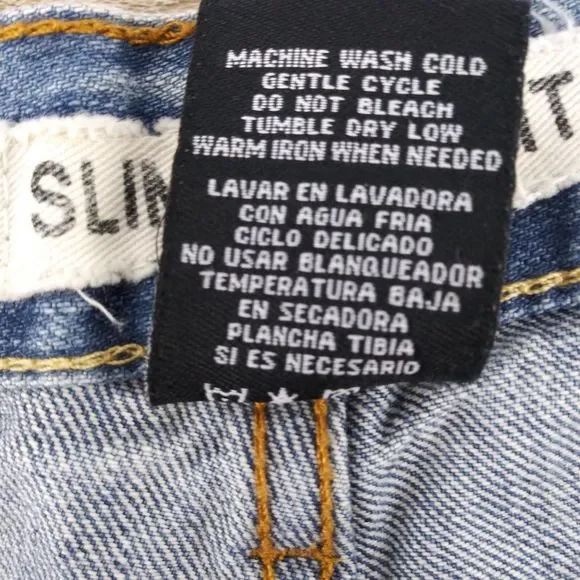 MACHINE WASH COLD
GENTLE CYCLE
DO NOT BLEACH
TUMBLE DRY LOW
WARM IRON WHEN NEEDED
LAVAR EN LAVADORA
CON AGUA FRIA
CICLO DELICADO
NO USAR BLANQUEADOR
TEMPERATURA BAJA
EN SECADORA
PLANCHA TIBIA
SI ES NECESARIO